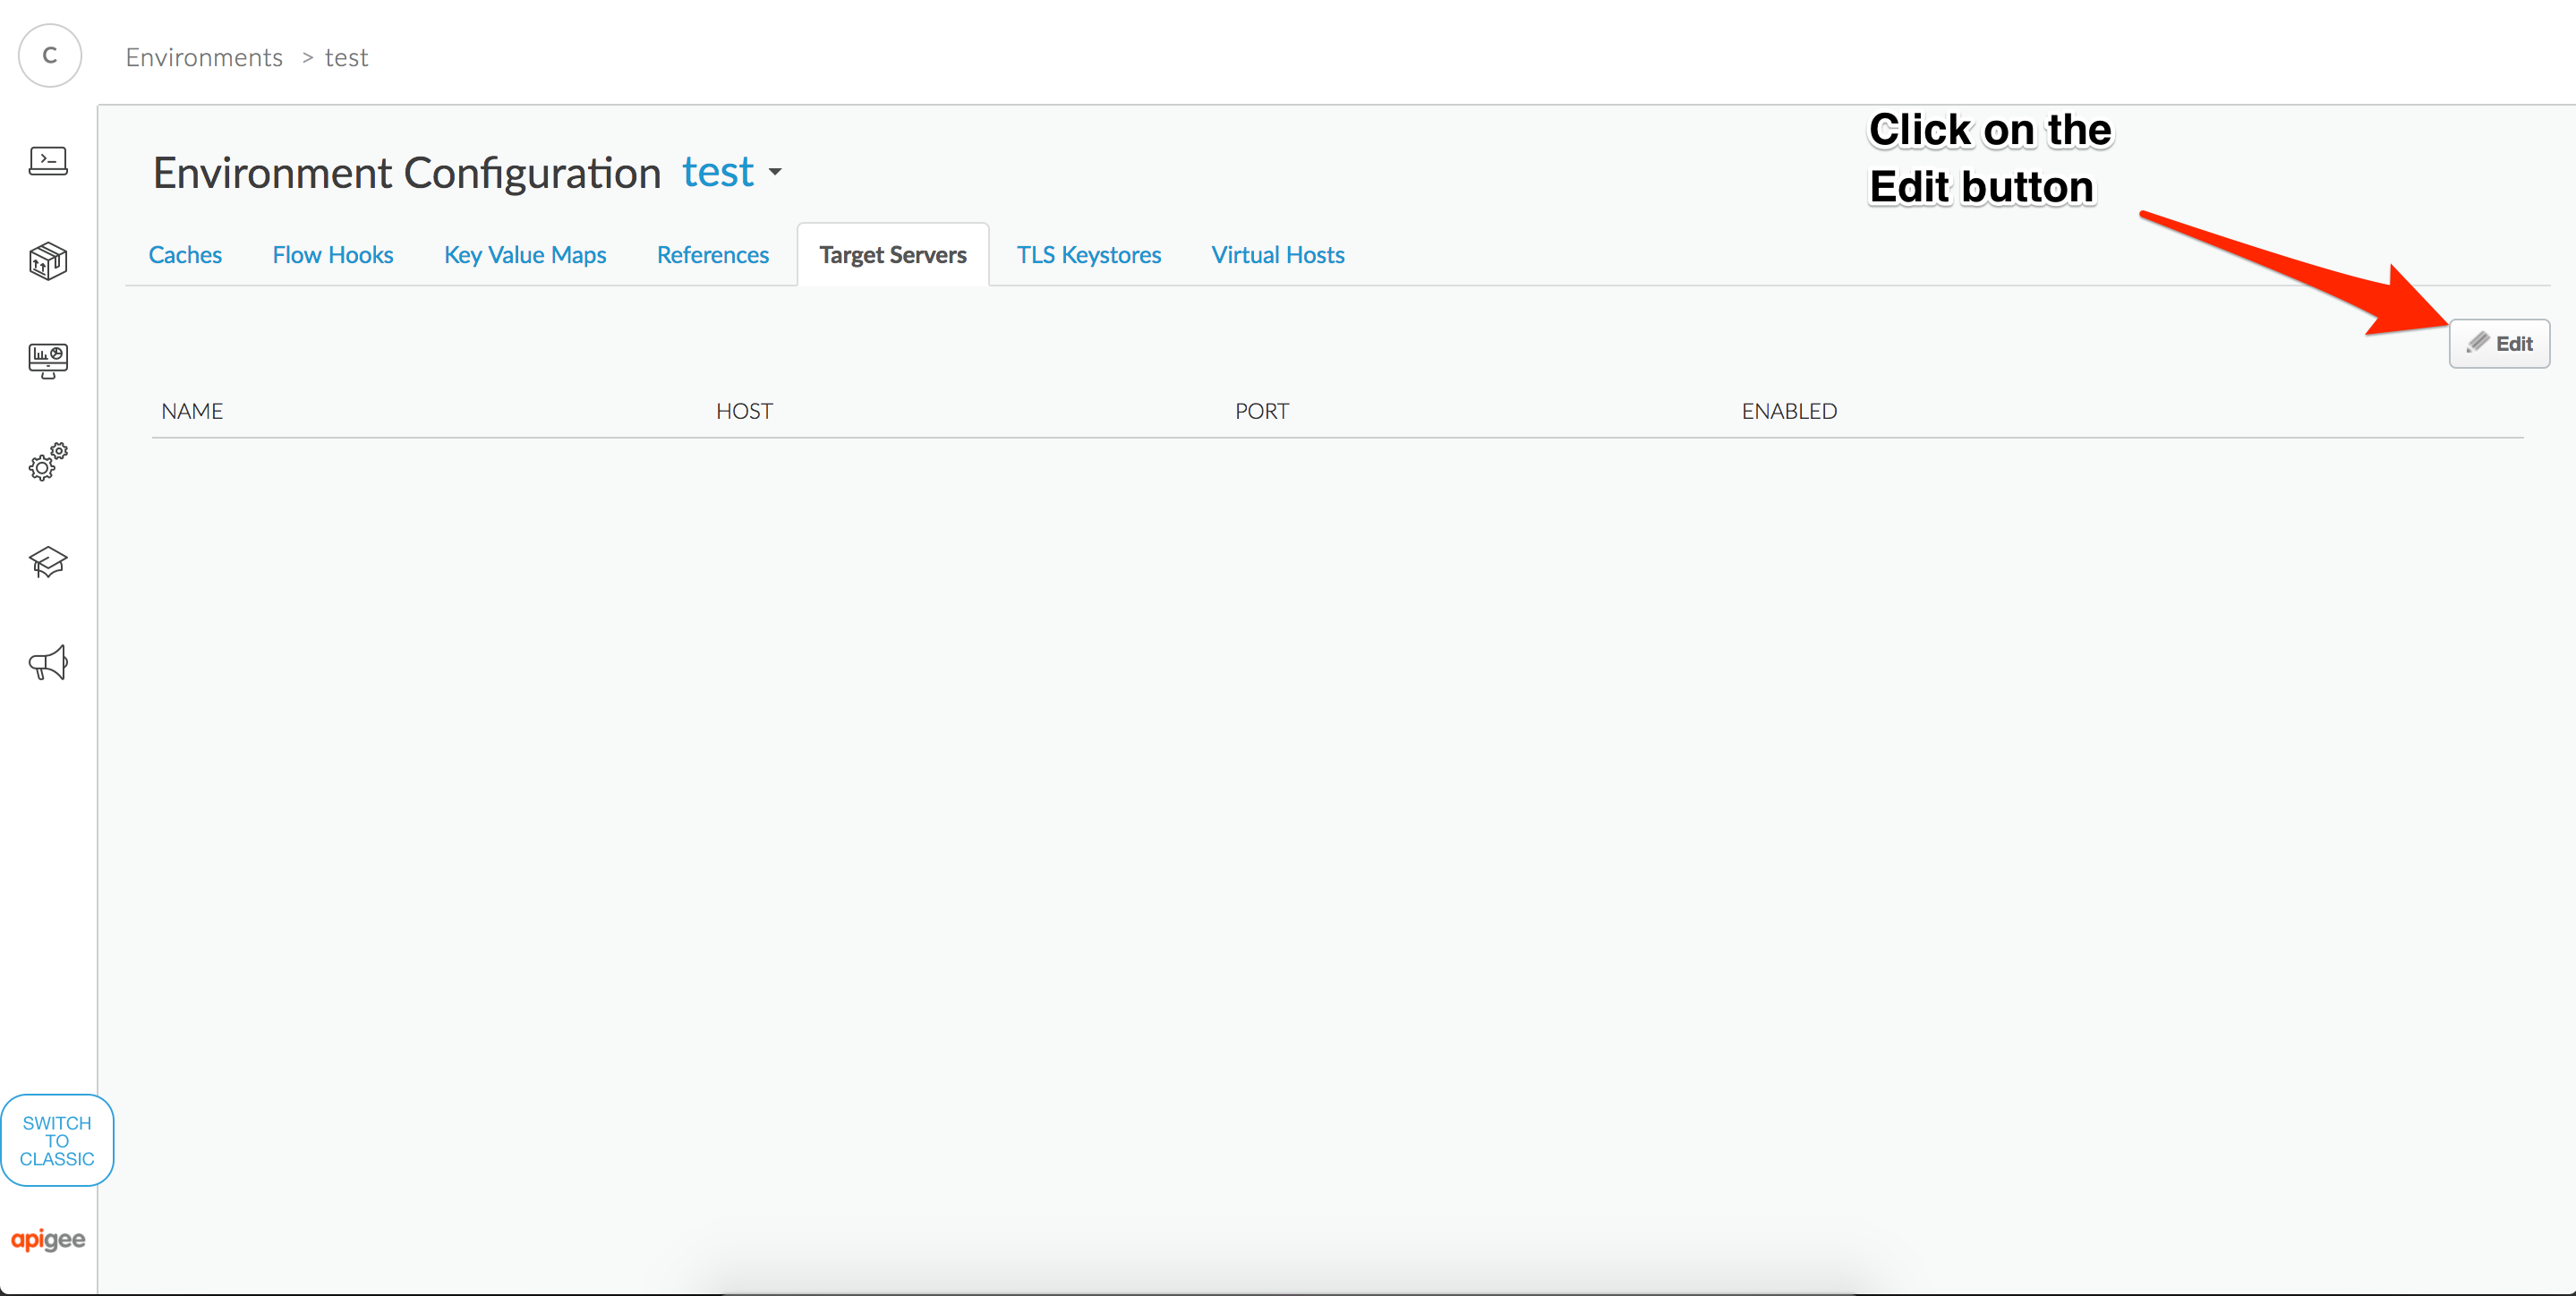 C
Environments > test
Click on the
Edit button
Environment Configuration test
Caches Flow Hooks Key Value Maps References Target Servers TLS Keystores Virtual Hosts
Edit
NAME HOST PORT ENABLED
SWITCH
TO
CLASSIC
apigee